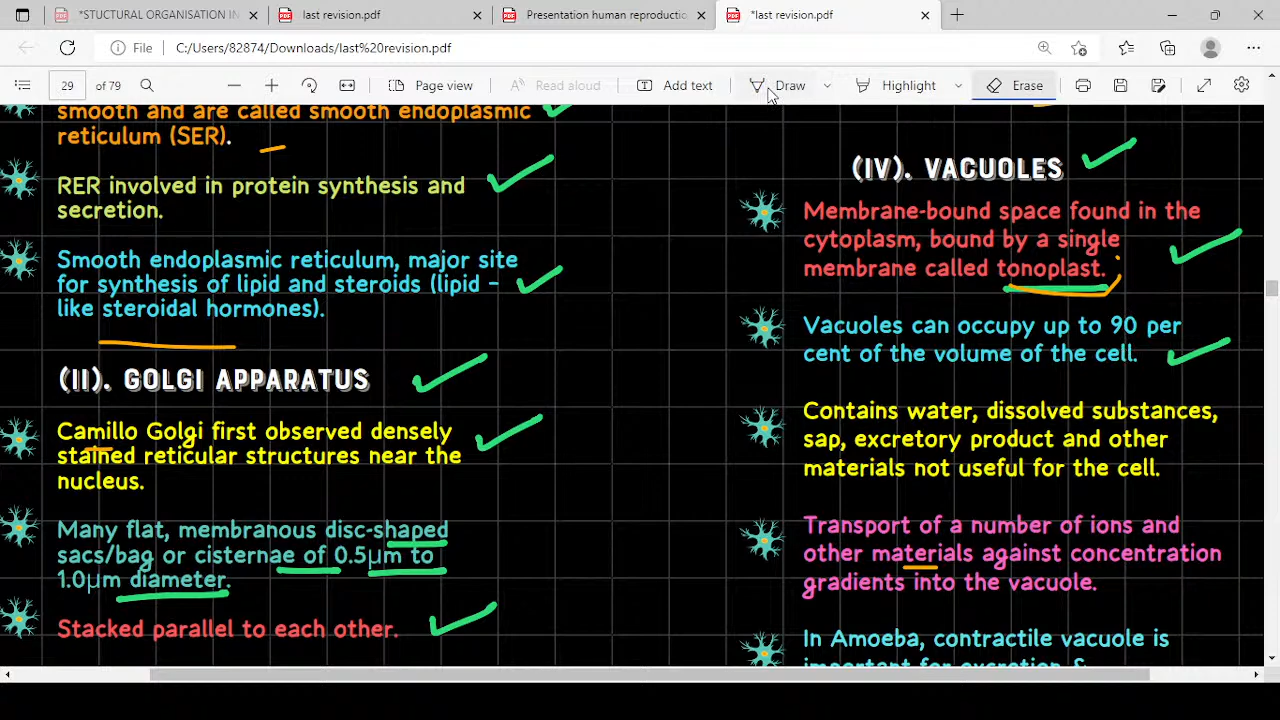 *STUCTURAL ORGANISATION IN
last revision.pdf
Presentation human reproductio
*last revision.pdf
File
C:/Users/82874/Downloads/last%20revision.pdf
29
of 79
Page view
Read aloud
Add text
Draw
Highlight
Erase
smooth and are called smooth endoplasmic
reticulum (SER).
RER involved in protein synthesis and
secretion.
Smooth endoplasmic reticulum, major site
for synthesis of lipid and steroids (lipid –
like steroidal hormones).
(II). GOLGI APPARATUS
Camillo Golgi first observed densely
stained reticular structures near the
nucleus.
Many flat, membranous disc-shaped
sacs/bag or cisternae of 0.5µm to
1.0µm diameter.
Stacked parallel to each other.
(IV). VACUOLES
Membrane-bound space found in the
cytoplasm, bound by a single
membrane called tonoplast.
Vacuoles can occupy up to 90 per
cent of the volume of the cell.
Contains water, dissolved substances,
sap, excretory product and other
materials not useful for the cell.
Transport of a number of ions and
other materials against concentration
gradients into the vacuole.
In Amoeba, contractile vacuole is
important for excretion &